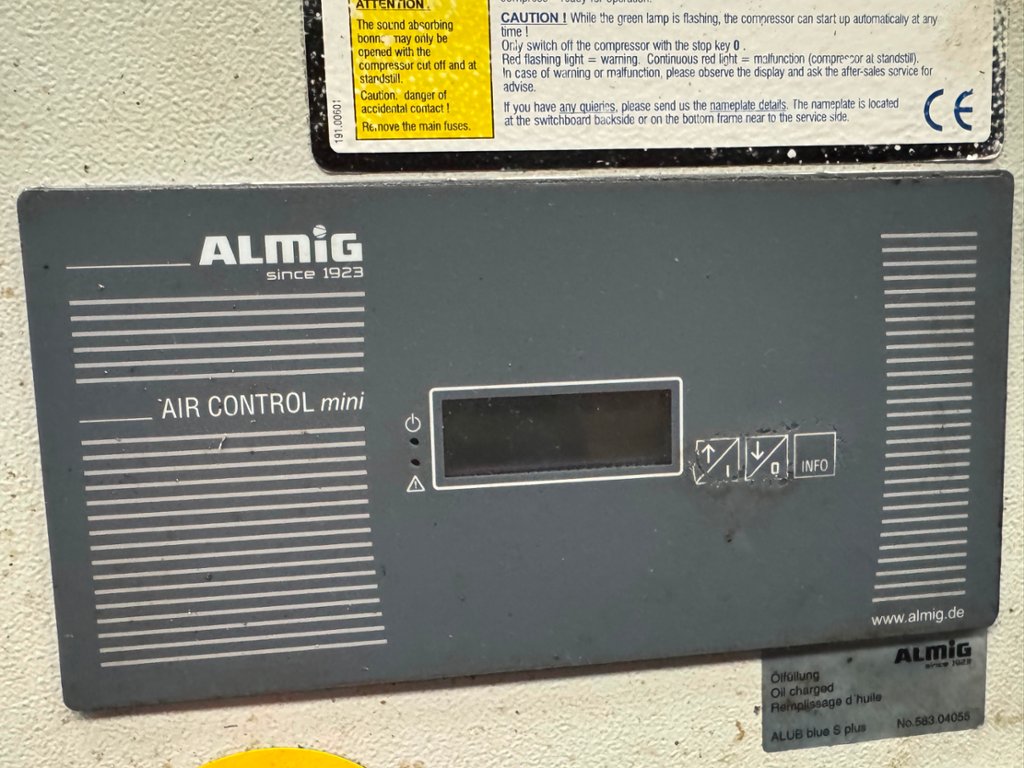 ATTENTION .
The sound absorbing
bonn. may only be
opened with the
compressor cut off and at
standstill.
Caution: danger of
accidental contact !
Remove the main fuses.
191.00601
CAUTION ! While the green lamp is flashing, the compressor can start up automatically at any
time !
Only switch off the compressor with the stop key 0 .
Red flashing light = warning. Continuous red light = malfunction (compressor at standstill).
In case of warning or malfunction, please observe the display and ask the after-sales service for
advise.
If you have any quieries, please send us the nameplate details. The nameplate is located
at the switchboard backside or on the bottom frame near to the service side.
CE
ALMiG
since 1923
AIR CONTROL mini
I
0
INFO
www.almig.de
ALMiG
since 1923
Ölfüllung
Oil charged
Remplissage d'huile
ALUB blue S plus No.583.04055